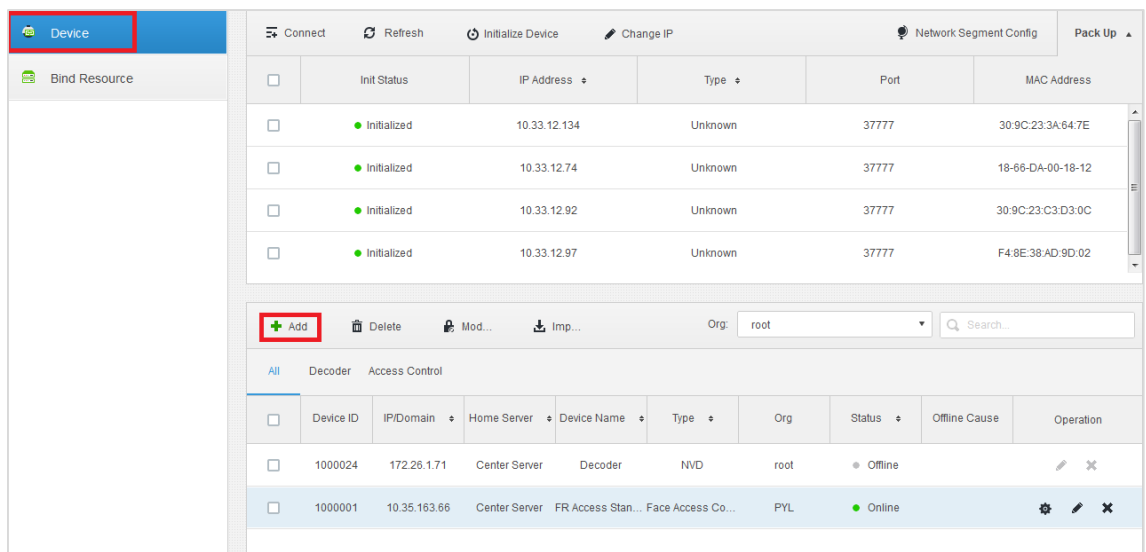 Device
Bind Resource
Connect Refresh Initialize Device Change IP Network Segment Config Pack Up
Init Status IP Address Type Port MAC Address
Initialized 10.33.12.134 Unknown 37777 30:9C:23:3A:64:7E
Initialized 10.33.12.74 Unknown 37777 18-66-DA-00-18-12
Initialized 10.33.12.92 Unknown 37777 30:9C:23:C3:D3:0C
Initialized 10.33.12.97 Unknown 37777 F4:8E:38:AD:9D:02
Add Delete Mod... Imp... Org: root Search...
All Decoder Access Control
Device ID IP/Domain Home Server Device Name Type Org Status Offline Cause Operation
1000024 172.26.1.71 Center Server Decoder NVD root Offline
1000001 10.35.163.66 Center Server FR Access Stan... Face Access Co... PYL Online